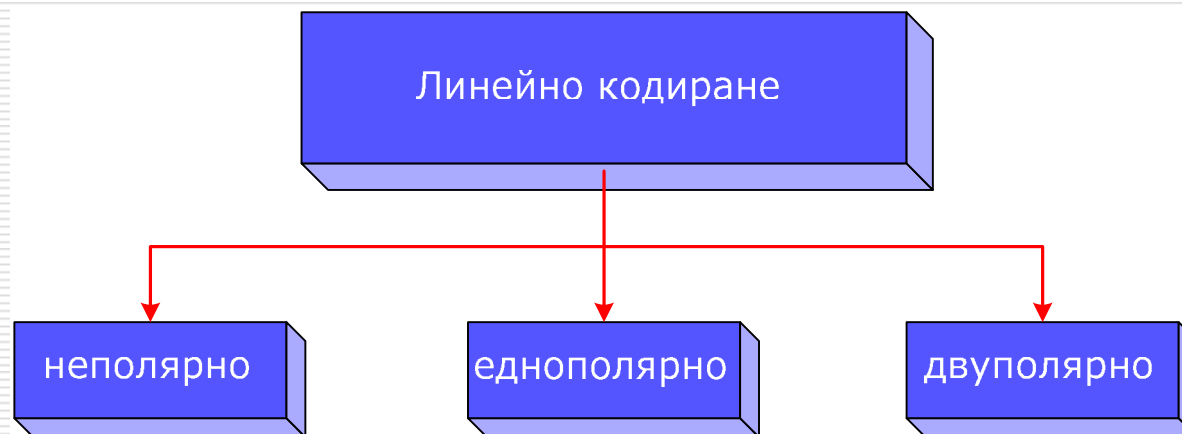 Линейно кодиране
неполярно
еднополярно
двуполярно